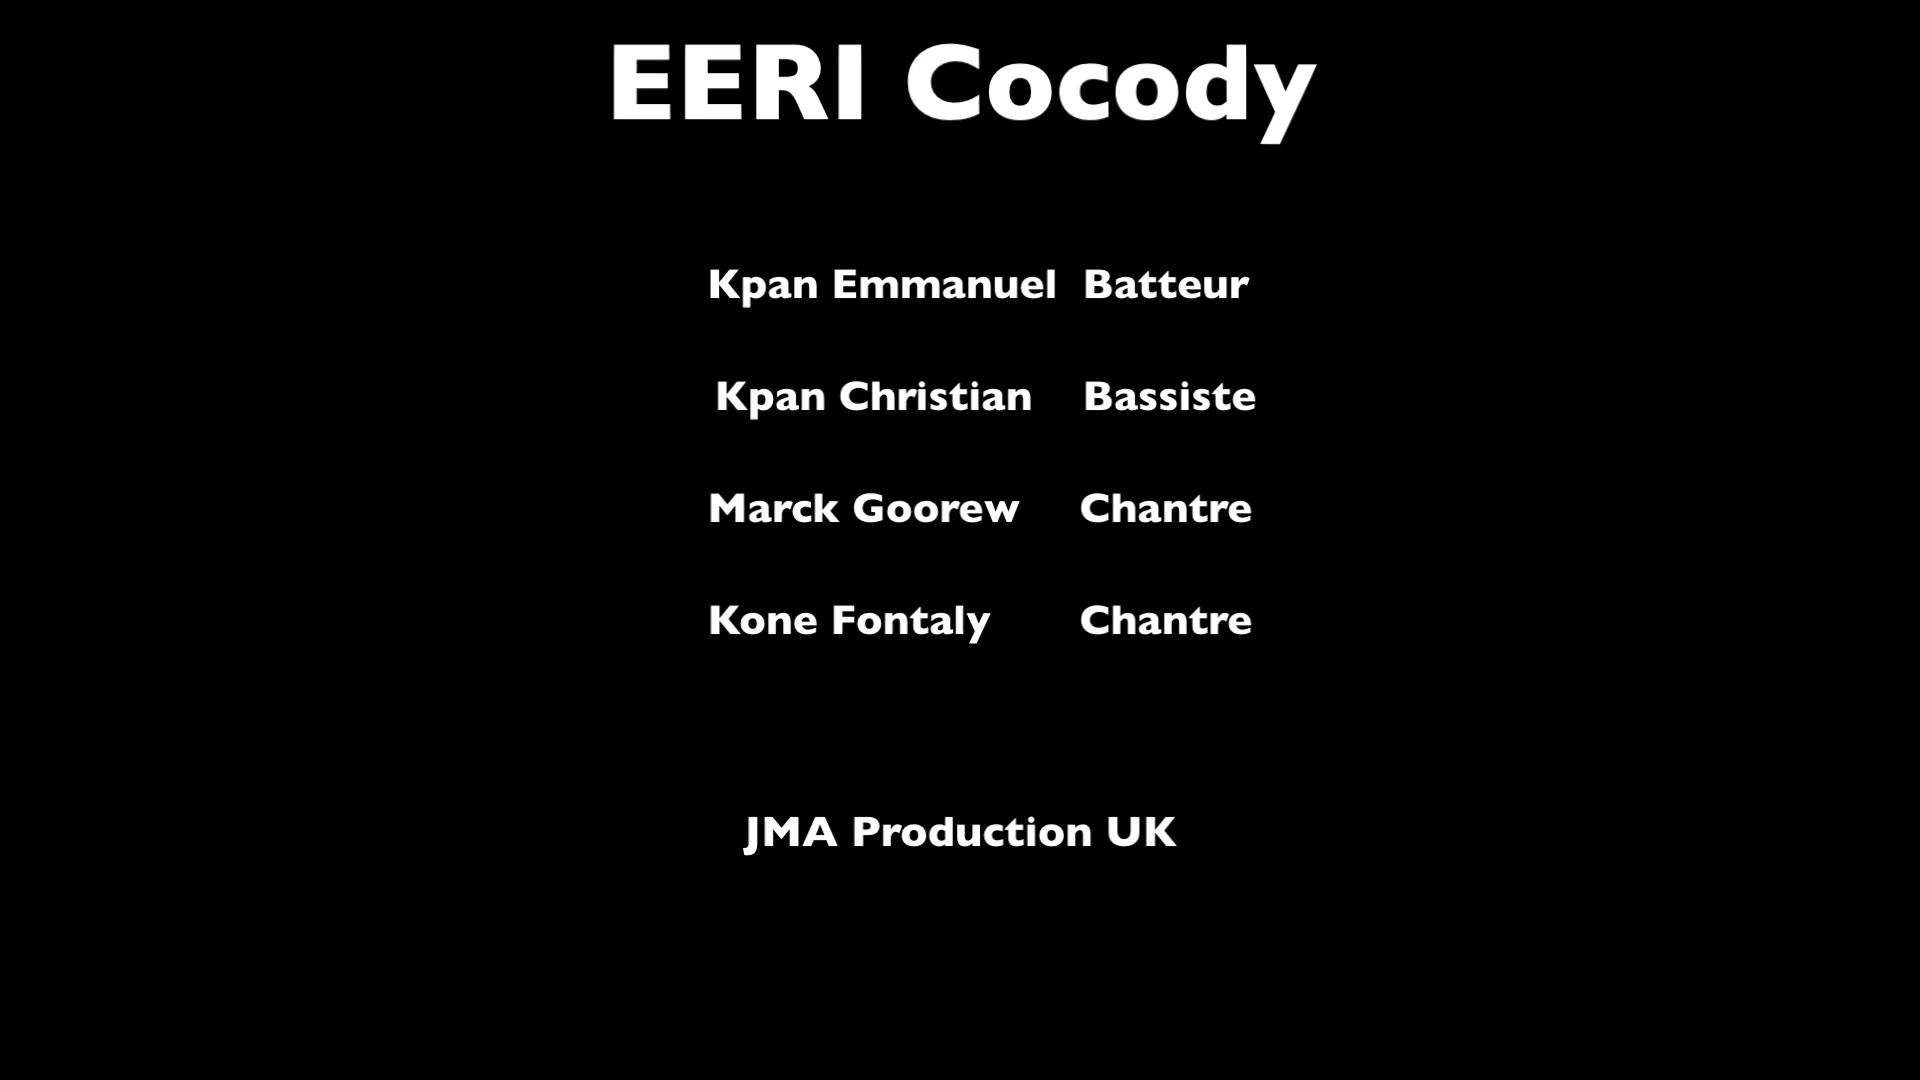 EERI Cocody
Kpan Emmanuel Batteur
Kpan Christian Bassiste
Marck Goorew Chantre
Kone Fontaly Chantre
JMA Production UK